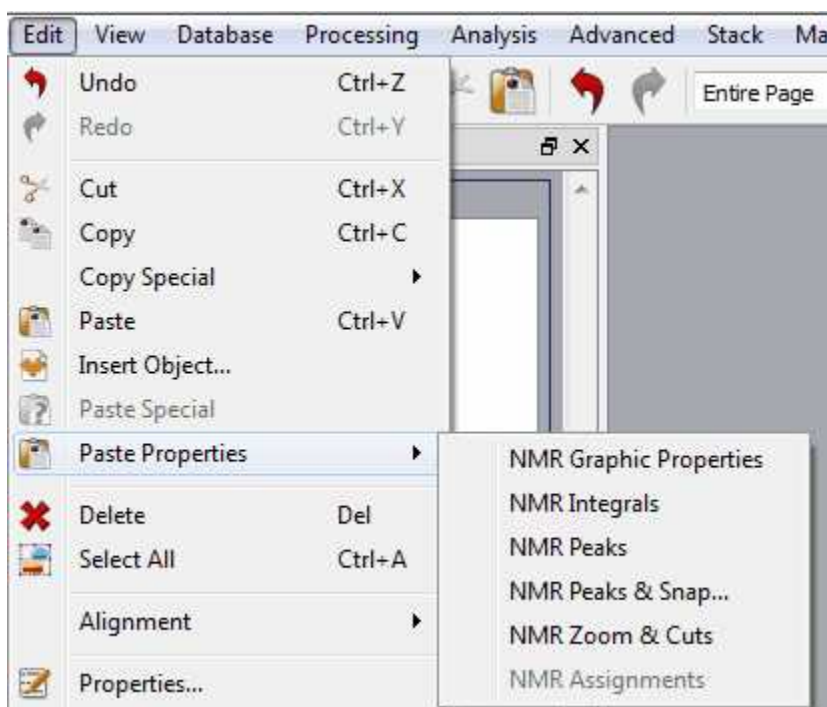 Edit View Database Processing Analysis Advanced Stack Ma
Entire Page
Undo Ctrl+Z
Redo Ctrl+Y
Cut Ctrl+X
Copy Ctrl+C
Copy Special
Paste Ctrl+V
Insert Object...
Paste Special
Paste Properties
NMR Graphic Properties
NMR Integrals
NMR Peaks
NMR Peaks & Snap...
NMR Zoom & Cuts
NMR Assignments
Delete Del
Select All Ctrl+A
Alignment
Properties...